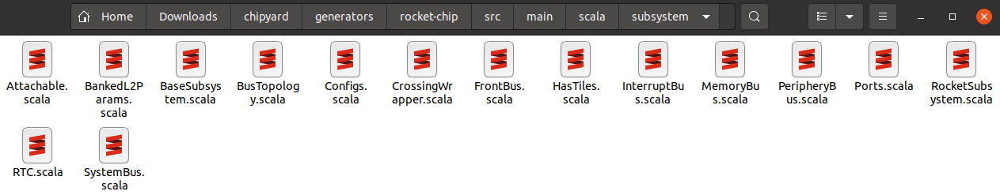 Home Downloads chipyard generators rocket-chip src main scala subsystem
Attachable.
scala
BankedL2P
arams.
scala
BaseSubsys
tem.scala
BusTopolog
y.scala
Configs.
scala
CrossingWr
apper.scala
FrontBus.
scala
HasTiles.
scala
InterruptBu
s.scala
MemoryBu
s.scala
PeripheryB
us.scala
Ports.scala
RocketSubs
ystem.scala
RTC.scala
SystemBus.
scala